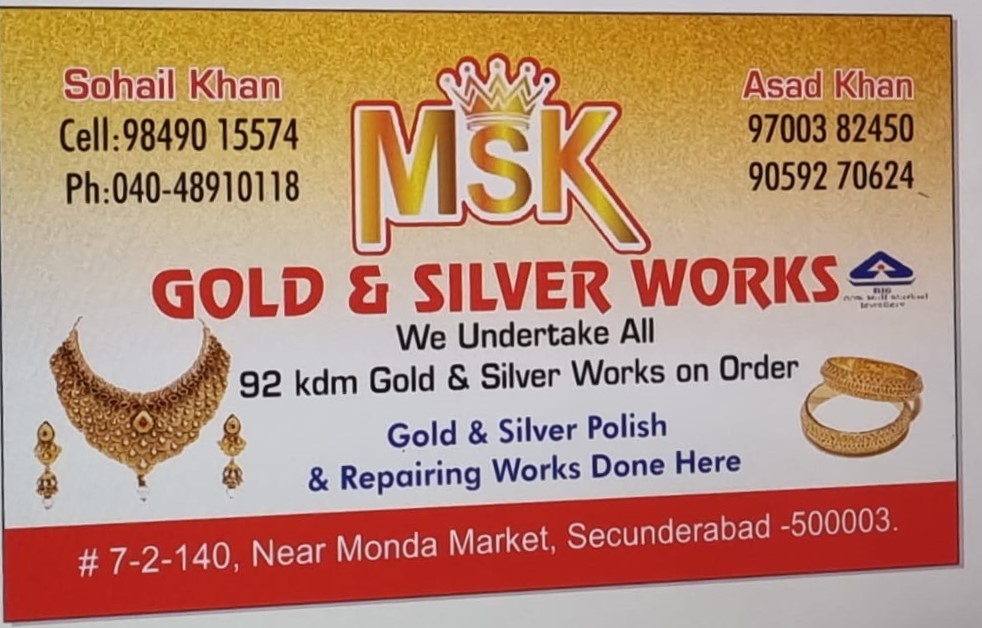 Sohail Khan
Cell:98490 15574
Ph:040-48910118
MSK
Asad Khan
97003 82450
90592 70624
GOLD & SILVER WORKS
BIS
We Undertake All
92 kdm Gold & Silver Works on Order
Gold & Silver Polish
& Repairing Works Done Here
# 7-2-140, Near Monda Market, Secunderabad -500003.